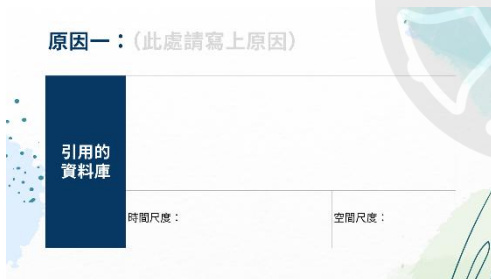 原因一：(此處請寫上原因)
引用的
資料庫
時間尺度：
空間尺度：